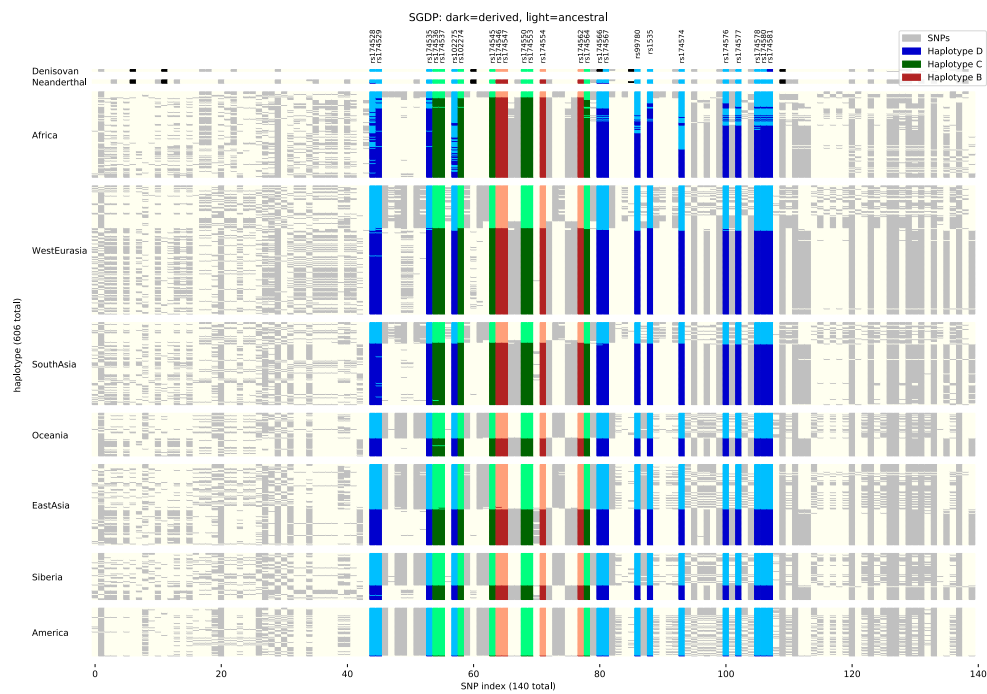 SGDP: dark=derived, light=ancestral
rs174528
rs174529
rs174535
rs174536
rs174537
rs102275
rs102274
rs174545
rs174546
rs174547
rs174550
rs174553
rs174554
rs174562
rs174564
rs174566
rs174567
rs99780
rs1535
rs174574
rs174576
rs174577
rs174578
rs174580
rs174581
SNPs
Haplotype D
Haplotype C
Haplotype B
Denisovan
Neanderthal
Africa
WestEurasia
SouthAsia
Oceania
EastAsia
Siberia
America
haplotype (606 total)
0 20 40 60 80 100 120 140
SNP index (140 total)